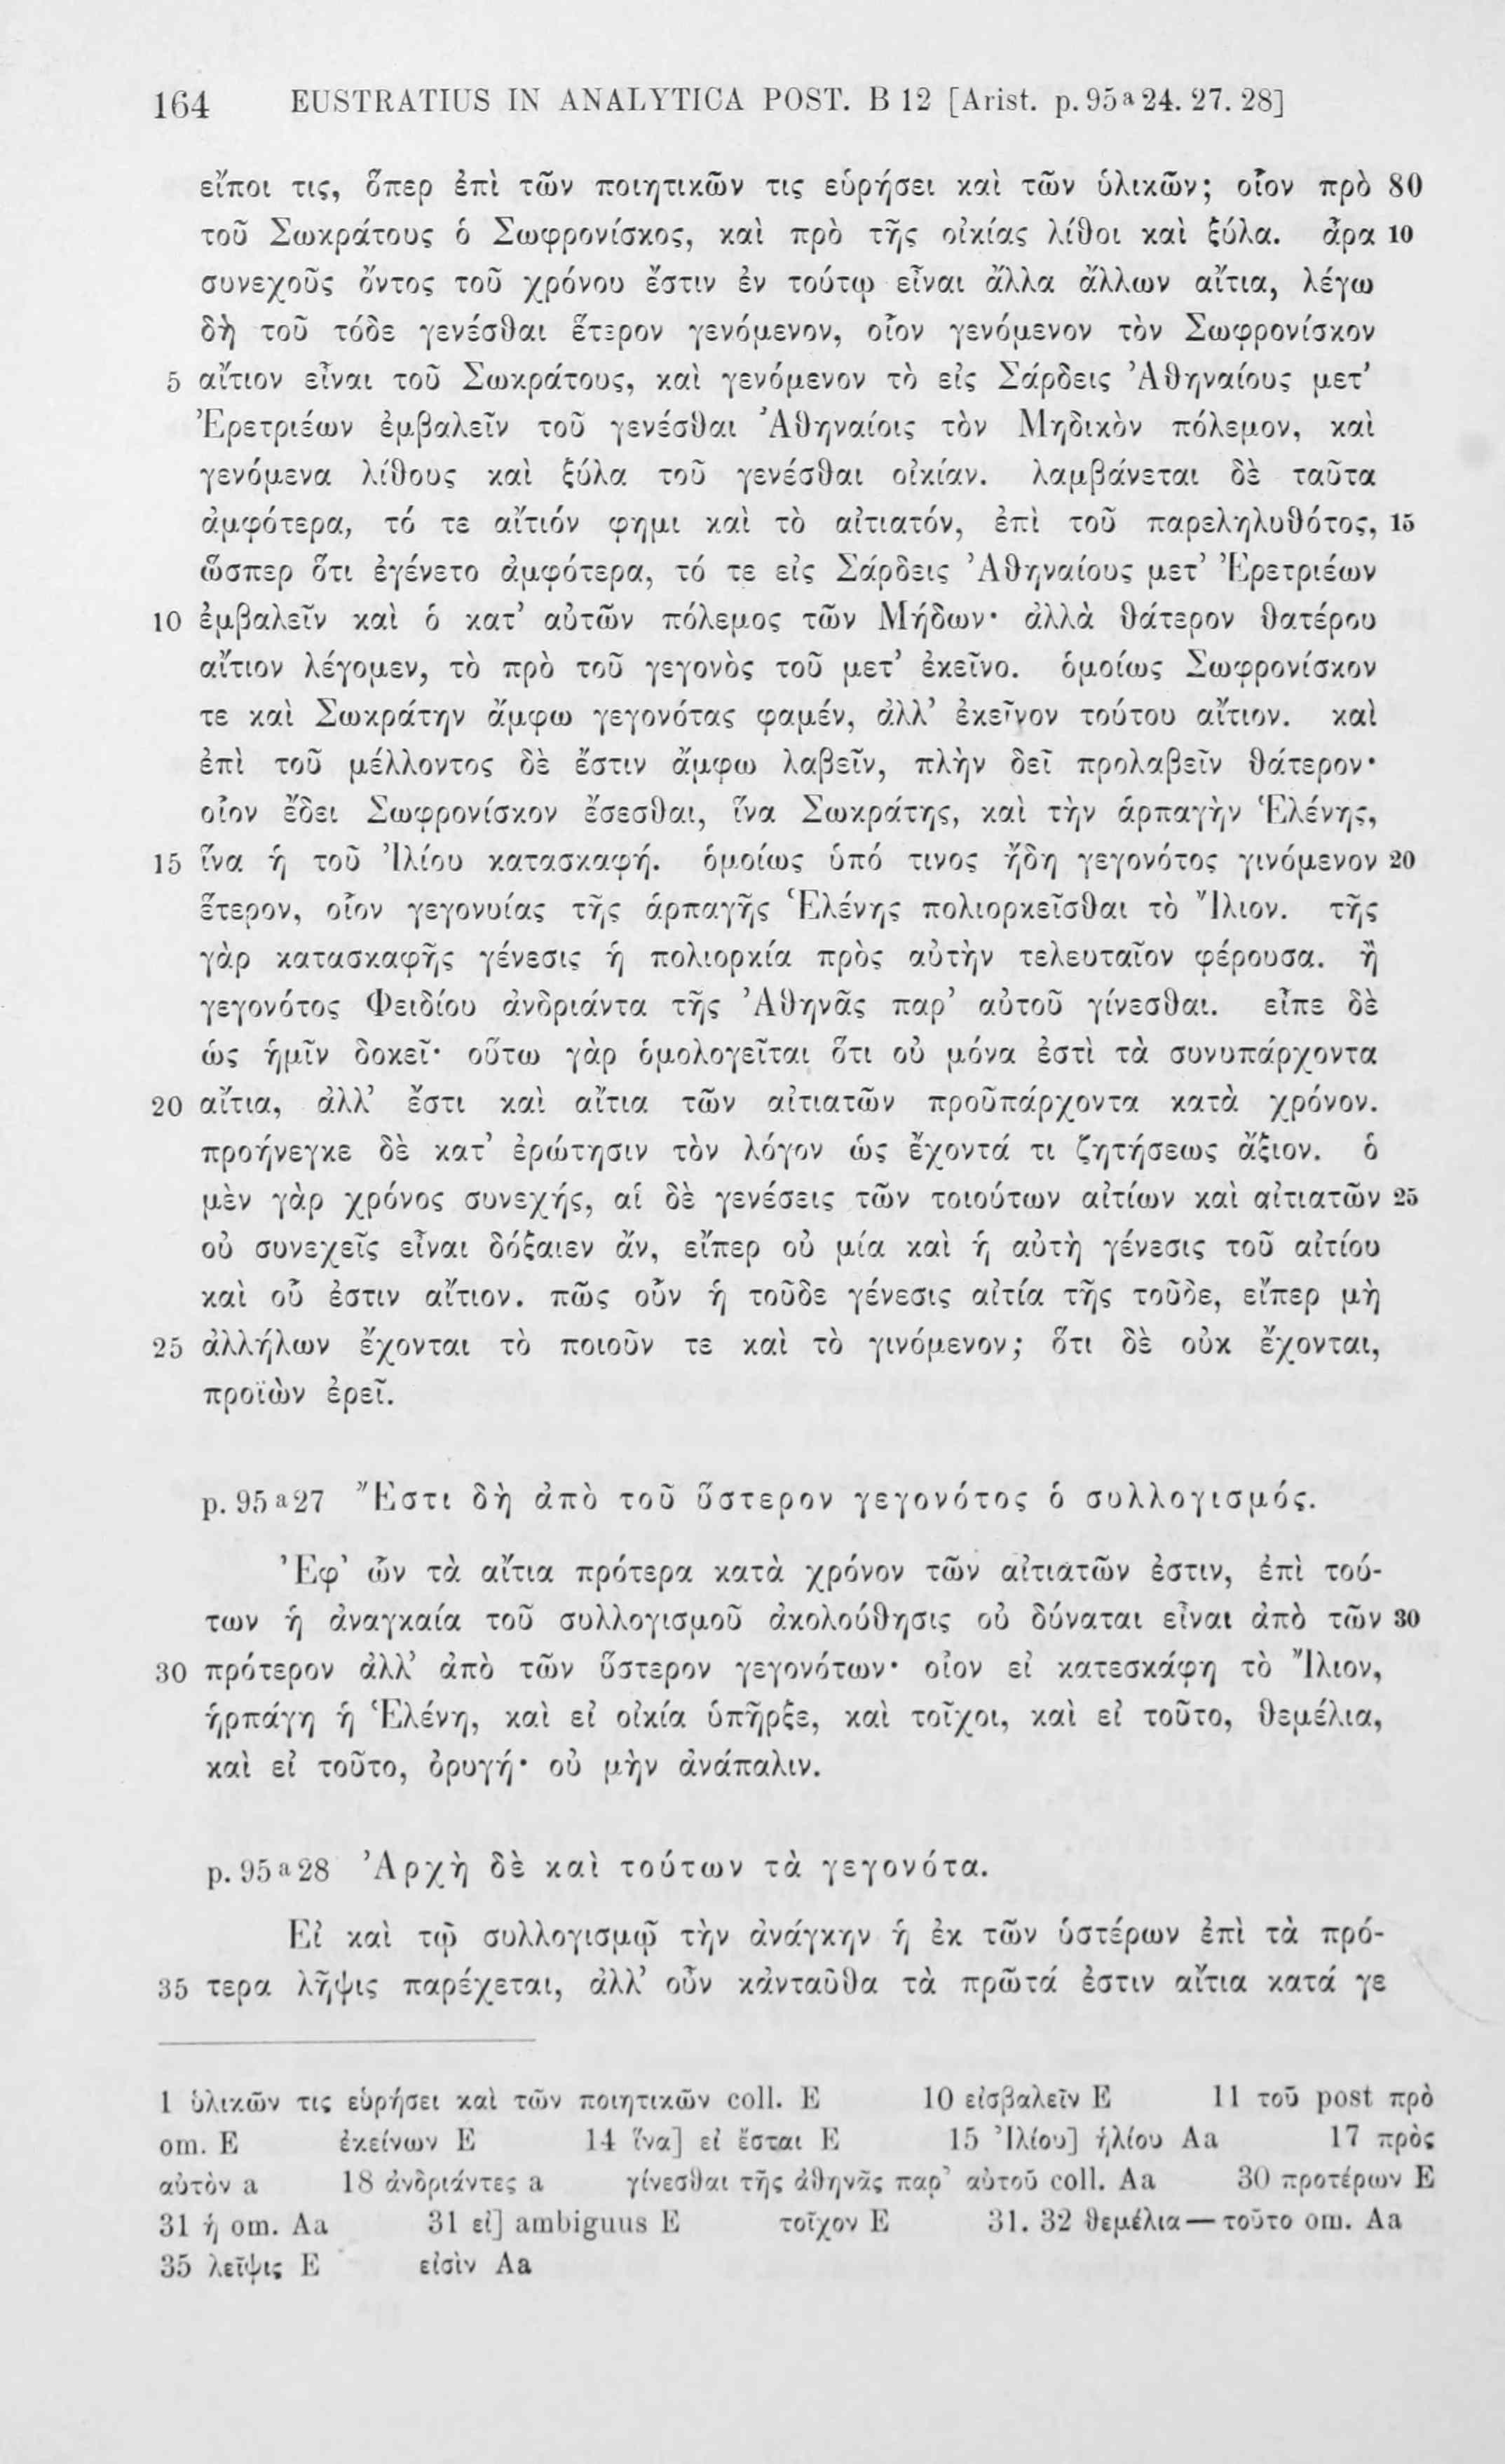 164 EUSTRATIUS IN ANALYTICA POST. B 12 [Arist. p. 95ᵃ24. 27. 28]
εἴποι τις, ὅπερ ἐπὶ τῶν ποιητικῶν τις εὑρήσει καὶ τῶν ὑλικῶν; οἷον πρὸ 80
τοῦ Σωκράτους ὁ Σωφρονίσκος, καὶ πρὸ τῆς οἰκίας λίθοι καὶ ξύλα. ἆρα 10
συνεχοῦς ὄντος τοῦ χρόνου ἔστιν ἐν τούτῳ εἶναι ἄλλα ἄλλων αἴτια, λέγω
δὴ τοῦ τόδε γενέσθαι ἕτερον γενόμενον, οἷον γενόμενον τὸν Σωφρονίσκον
5 αἴτιον εἶναι τοῦ Σωκράτους, καὶ γενόμενον τὸ εἰς Σάρδεις Ἀθηναίους μετ’
Ἐρετριέων ἐμβαλεῖν τοῦ γενέσθαι Ἀθηναίοις τὸν Μηδικὸν πόλεμον, καὶ
γενόμενα λίθους καὶ ξύλα τοῦ γενέσθαι οἰκίαν. λαμβάνεται δὲ ταῦτα
ἀμφότερα, τό τε αἴτιόν φημι καὶ τὸ αἰτιατόν, ἐπὶ τοῦ παρεληλυθότος, 15
ὥσπερ ὅτι ἐγένετο ἀμφότερα, τό τε εἰς Σάρδεις Ἀθηναίους μετ’ Ἐρετριέων
10 ἐμβαλεῖν καὶ ὁ κατ’ αὐτῶν πόλεμος τῶν Μήδων· ἀλλὰ θάτερον θατέρου
αἴτιον λέγομεν, τὸ πρὸ τοῦ γεγονὸς τοῦ μετ’ ἐκεῖνο. ὁμοίως Σωφρονίσκον
τε καὶ Σωκράτην ἄμφω γεγονότας φαμέν, ἀλλ’ ἐκεῖνον τούτου αἴτιον. καὶ
ἐπὶ τοῦ μέλλοντος δὲ ἔστιν ἄμφω λαβεῖν, πλὴν δεῖ προλαβεῖν θάτερον·
οἷον ἔδει Σωφρονίσκον ἔσεσθαι, ἵνα Σωκράτης, καὶ τὴν ἁρπαγὴν Ἑλένης,
15 ἵνα ἡ τοῦ Ἰλίου κατασκαφή. ὁμοίως ὑπό τινος ἤδη γεγονότος γινόμενον 20
ἕτερον, οἷον γεγονυίας τῆς ἁρπαγῆς Ἑλένης πολιορκεῖσθαι τὸ Ἴλιον. τῆς
γὰρ κατασκαφῆς γένεσις ἡ πολιορκία πρὸς αὐτὴν τελευταῖον φέρουσα. ἢ
γεγονότος Φειδίου ἀνδριάντα τῆς Ἀθηνᾶς παρ’ αὐτοῦ γίνεσθαι. εἶπε δὲ
ὡς ἡμῖν δοκεῖ· οὕτω γὰρ ὁμολογεῖται ὅτι οὐ μόνα ἐστὶ τὰ συνυπάρχοντα
20 αἴτια, ἀλλ’ ἔστι καὶ αἴτια τῶν αἰτιατῶν προϋπάρχοντα κατὰ χρόνον.
προήνεγκε δὲ κατ’ ἐρώτησιν τὸν λόγον ὡς ἔχοντά τι ζητήσεως ἄξιον. ὁ
μὲν γὰρ χρόνος συνεχής, αἱ δὲ γενέσεις τῶν τοιούτων αἰτίων καὶ αἰτιατῶν 25
οὐ συνεχεῖς εἶναι δόξαιεν ἄν, εἴπερ οὐ μία καὶ ἡ αὐτὴ γένεσις τοῦ αἰτίου
καὶ οὗ ἐστιν αἴτιον. πῶς οὖν ἡ τοῦδε γένεσις αἰτία τῆς τοῦδε, εἴπερ μὴ
25 ἀλλήλων ἔχονται τὸ ποιοῦν τε καὶ τὸ γινόμενον; ὅτι δὲ οὐκ ἔχονται,
προϊὼν ἐρεῖ.
p. 95ᵃ27 Ἔστι δὴ ἀπὸ τοῦ ὕστερον γεγονότος ὁ συλλογισμός.
Ἐφ’ ὧν τὰ αἴτια πρότερα κατὰ χρόνον τῶν αἰτιατῶν ἐστιν, ἐπὶ τού-
των ἡ ἀναγκαία τοῦ συλλογισμοῦ ἀκολούθησις οὐ δύναται εἶναι ἀπὸ τῶν 30
30 πρότερον ἀλλ’ ἀπὸ τῶν ὕστερον γεγονότων· οἷον εἰ κατεσκάφη τὸ Ἴλιον,
ἡρπάγη ἡ Ἑλένη, καὶ εἰ οἰκία ὑπῆρξε, καὶ τοῖχοι, καὶ εἰ τοῦτο, θεμέλια,
καὶ εἰ τοῦτο, ὀρυγή· οὐ μὴν ἀνάπαλιν.
p. 95ᵃ28 Ἀρχὴ δὲ καὶ τούτων τὰ γεγονότα.
Εἰ καὶ τῷ συλλογισμῷ τὴν ἀνάγκην ἡ ἐκ τῶν ὑστέρων ἐπὶ τὰ πρό-
35 τερα λῆψις παρέχεται, ἀλλ’ οὖν κἀνταῦθα τὰ πρῶτά ἐστιν αἴτια κατά γε
1 ὑλικῶν τις εὑρήσει καὶ τῶν ποιητικῶν coll. E 10 εἰσβαλεῖν E 11 τοῦ post πρὸ
om. E ἐκείνων E 14 ἵνα] εἰ ἔσται E 15 Ἰλίου] ἡλίου Aa 17 πρὸς
αὐτὸν a 18 ἀνδριάντες a γίνεσθαι τῆς ἀθηνᾶς παρ’ αὐτοῦ coll. Aa 30 προτέρων E
31 ἡ om. Aa 31 εἰ] ambiguus E τοῖχον E 31. 32 θεμέλια — τοῦτο om. Aa
35 λεῖψις E εἰσὶν Aa